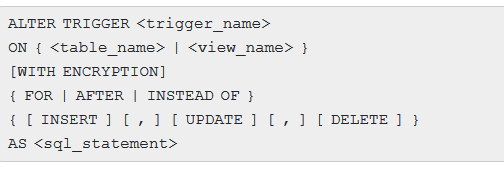 ALTER TRIGGER <trigger_name>
ON { <table_name> | <view_name> }
[WITH ENCRYPTION]
{ FOR | AFTER | INSTEAD OF }
{ [ INSERT ] [ , ] [ UPDATE ] [ , ] [ DELETE ] }
AS <sql_statement>